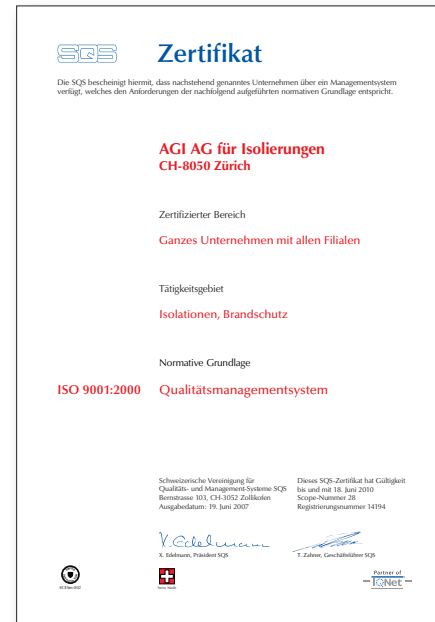 SQS
Zertifikat
Die SQS bescheinigt hiermit, dass nachstehend genanntes Unternehmen über ein Managementsystem
verfügt, welches den Anforderungen der nachfolgend aufgeführten normativen Grundlage entspricht.
AGI AG für Isolierungen
CH-8050 Zürich
Zertifizierter Bereich
Ganzes Unternehmen mit allen Filialen
Tätigkeitsgebiet
Isolationen, Brandschutz
Normative Grundlage
ISO 9001:2000 Qualitätsmanagementsystem
Schweizerische Vereinigung für
Qualitäts- und Management-Systeme SQS
Bernstrasse 103, CH-3052 Zollikofen
Ausgabedatum: 19. Juni 2007
Dieses SQS-Zertifikat hat Gültigkeit
bis und mit 18. Juni 2010
Scope-Nummer 28
Registrierungsnummer 14194
X. Edelmann
X. Edelmann, Präsident SQS
T. Zahner, Geschäftsführer SQS
Partner of
IQNet